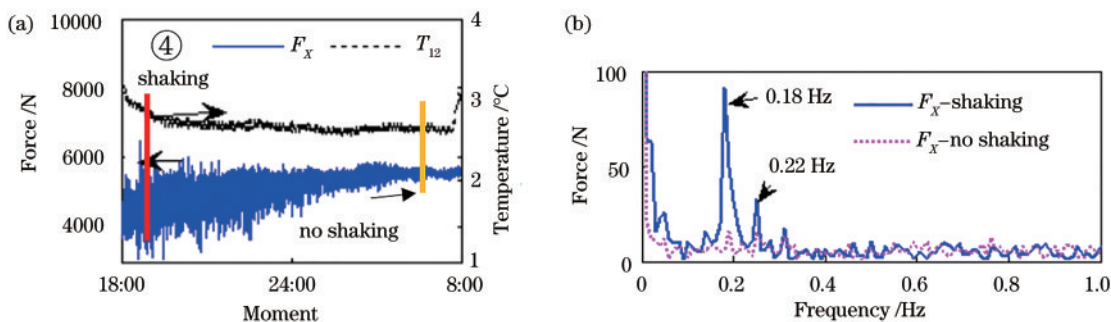 (a)
10000
8000
6000
4000
Force /N
④
F_X
T_12
shaking
no shaking
4
3
2
1
Temperature /°C
18:00
24:00
8:00
Moment
(b)
100
50
0
Force /N
0.18 Hz
0.22 Hz
F_X-shaking
F_X-no shaking
0
0.2
0.4
0.6
0.8
1.0
Frequency /Hz